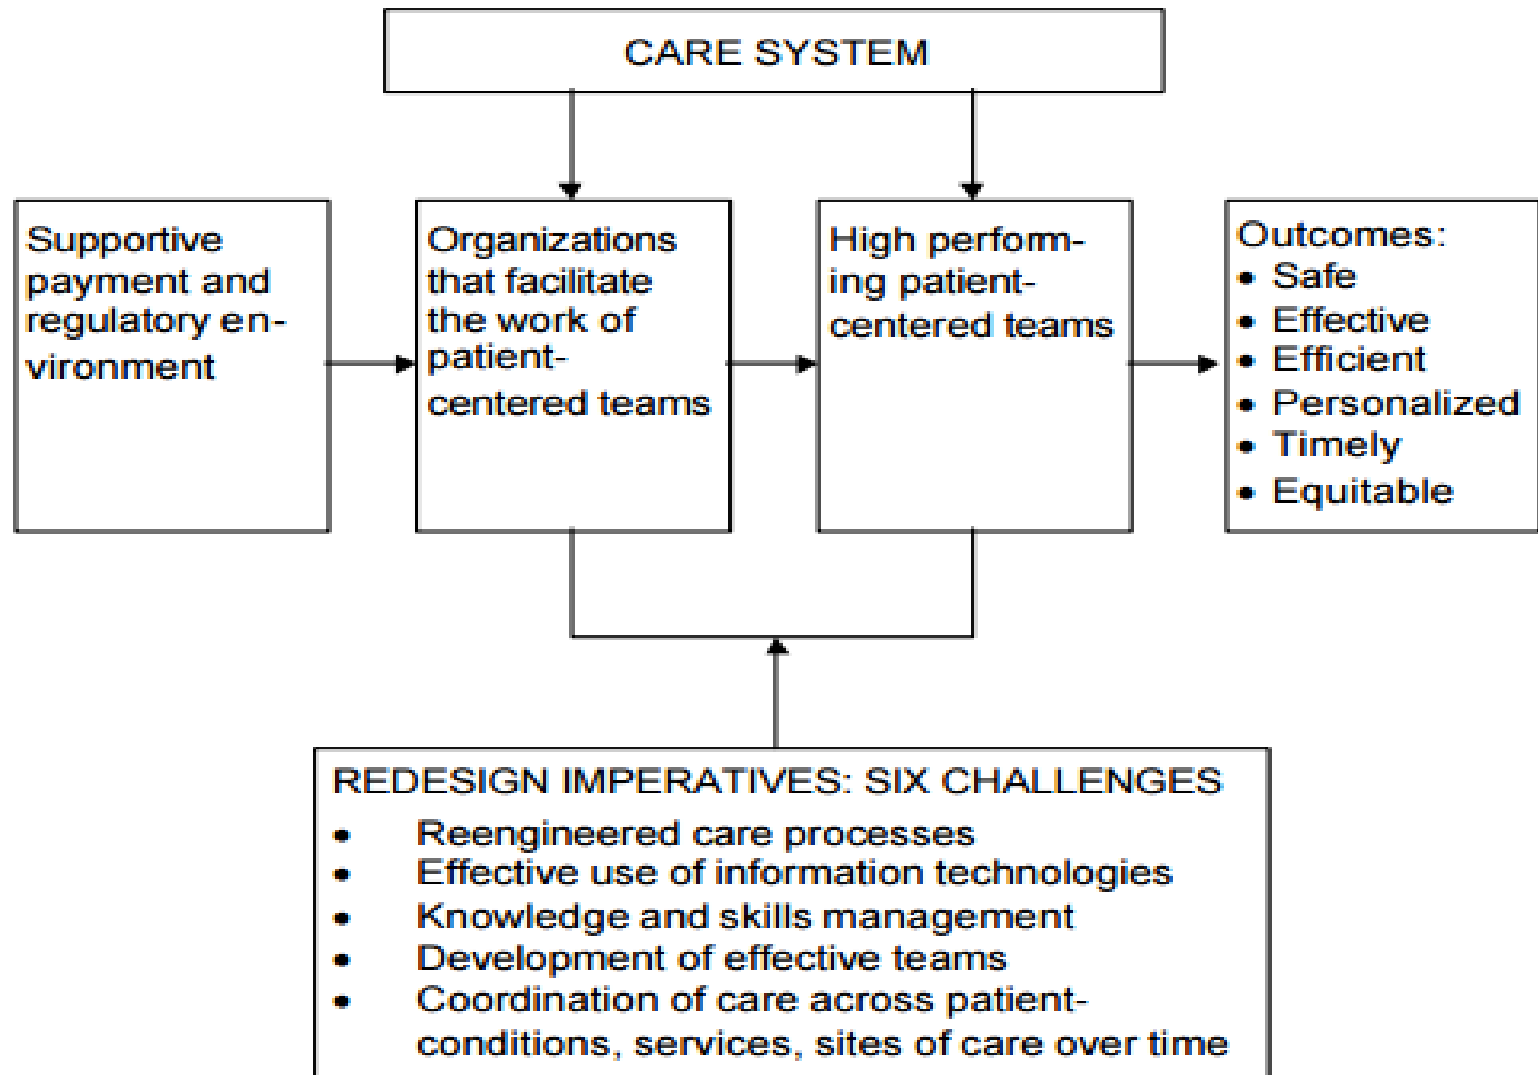 CARE SYSTEM
Supportive
payment and
regulatory en-
vironment
Organizations
that facilitate
the work of
patient-
centered teams
High perform-
ing patient-
centered teams
Outcomes:
• Safe
• Effective
• Efficient
• Personalized
• Timely
• Equitable
REDESIGN IMPERATIVES: SIX CHALLENGES
• Reengineered care processes
• Effective use of information technologies
• Knowledge and skills management
• Development of effective teams
• Coordination of care across patient-
conditions, services, sites of care over time